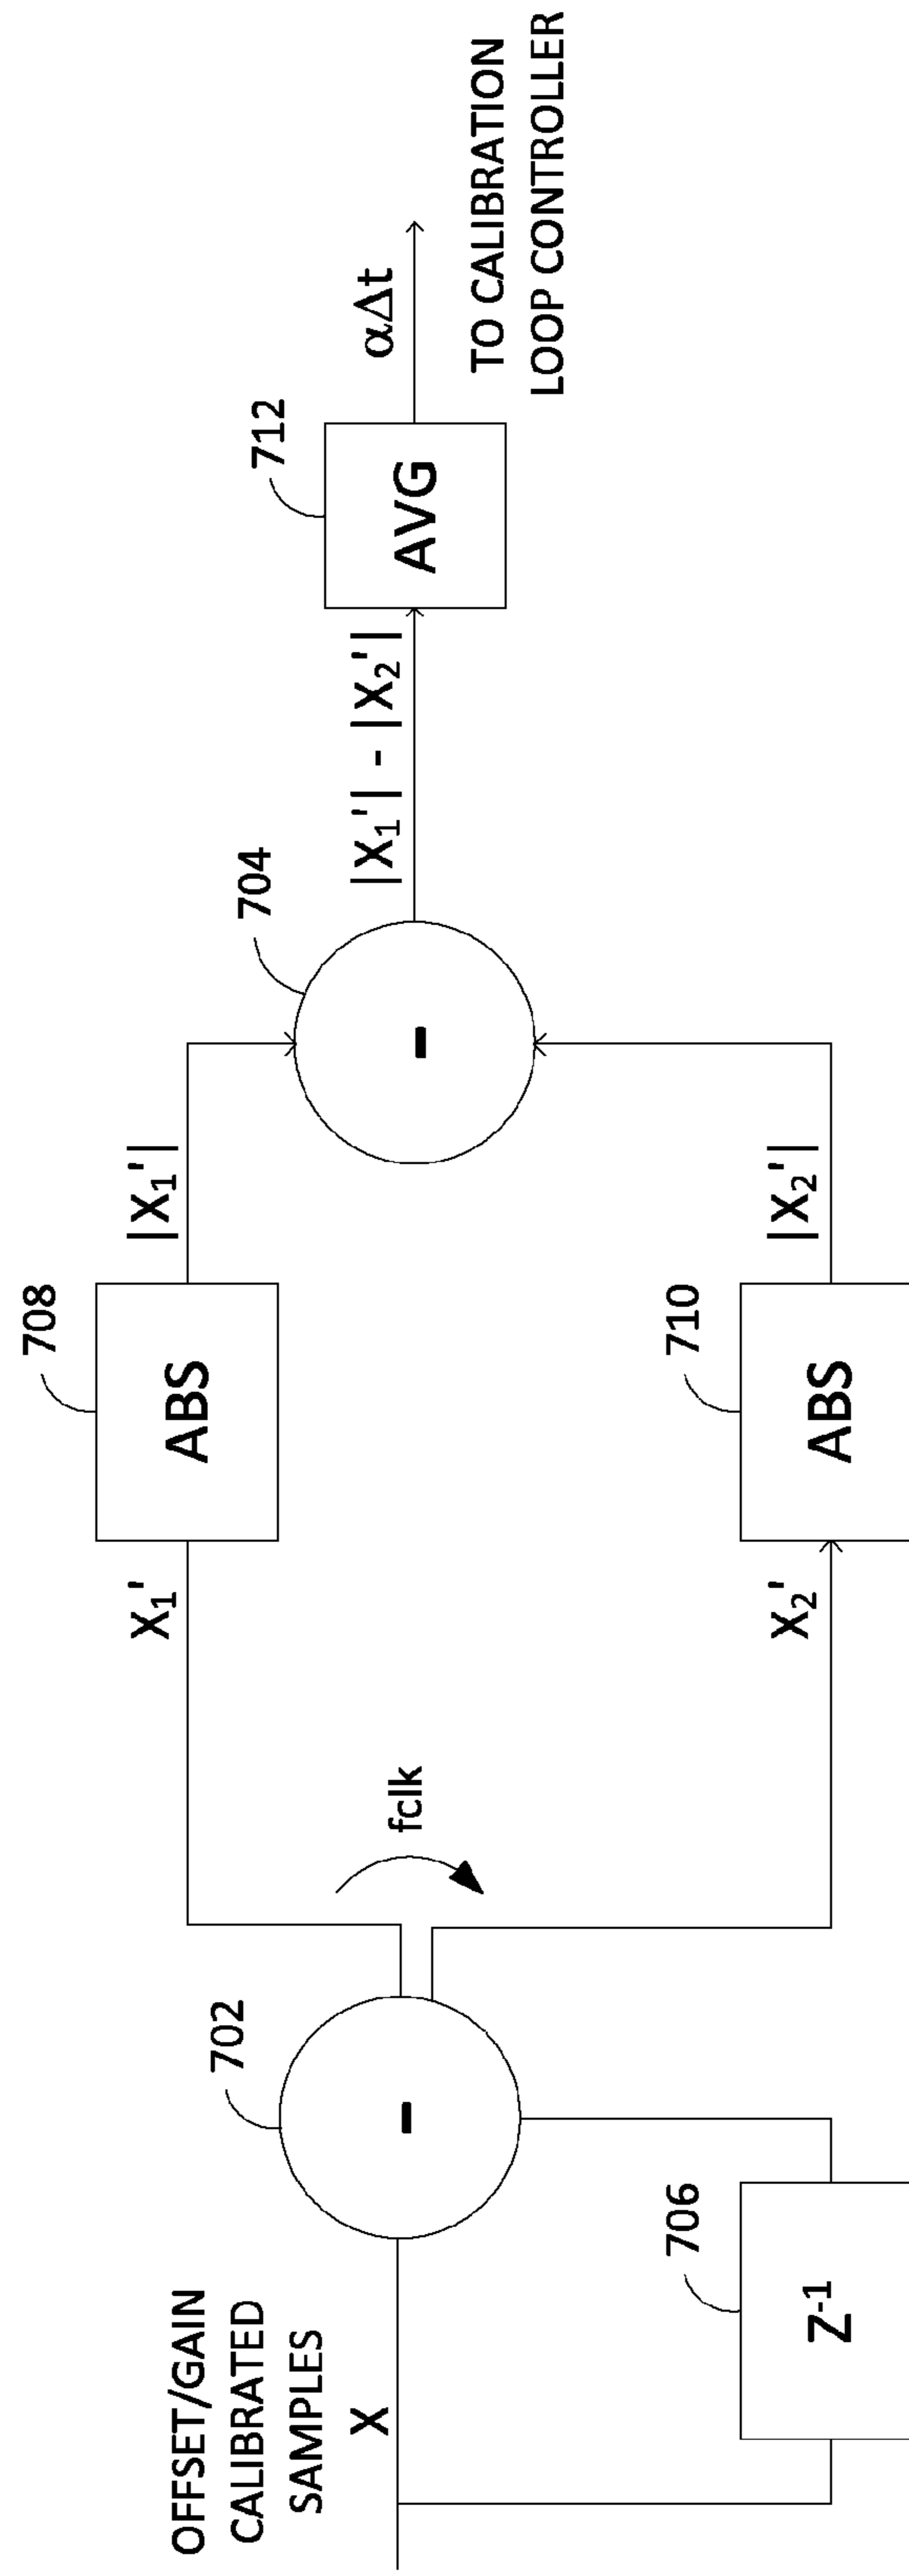 OFFSET/GAIN
CALIBRATED
SAMPLES
X
706
Z-1
702
-
fclk
X1'
708
ABS
|X1'|
X2'
710
ABS
|X2'|
704
-
|X1'| - |X2'|
712
AVG
αΔt
TO CALIBRATION
LOOP CONTROLLER